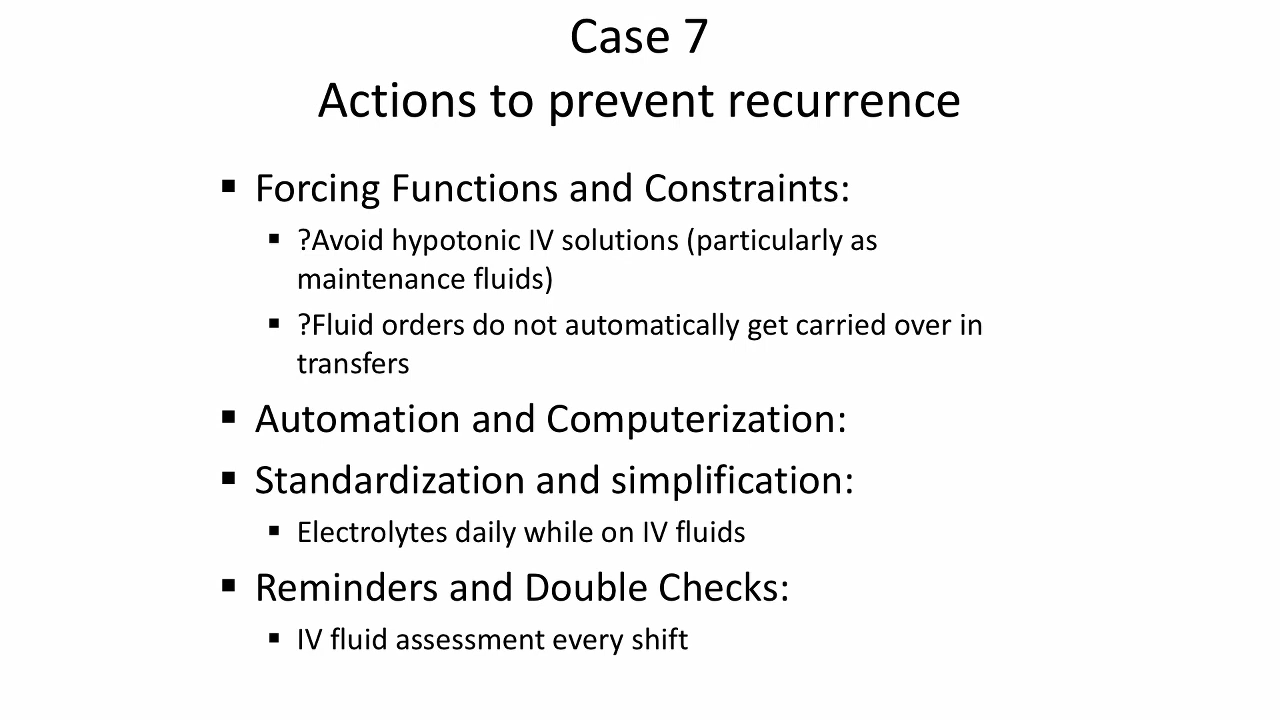 Case 7
Actions to prevent recurrence
▪ Forcing Functions and Constraints:
▪ ?Avoid hypotonic IV solutions (particularly as
maintenance fluids)
▪ ?Fluid orders do not automatically get carried over in
transfers
▪ Automation and Computerization:
▪ Standardization and simplification:
▪ Electrolytes daily while on IV fluids
▪ Reminders and Double Checks:
▪ IV fluid assessment every shift